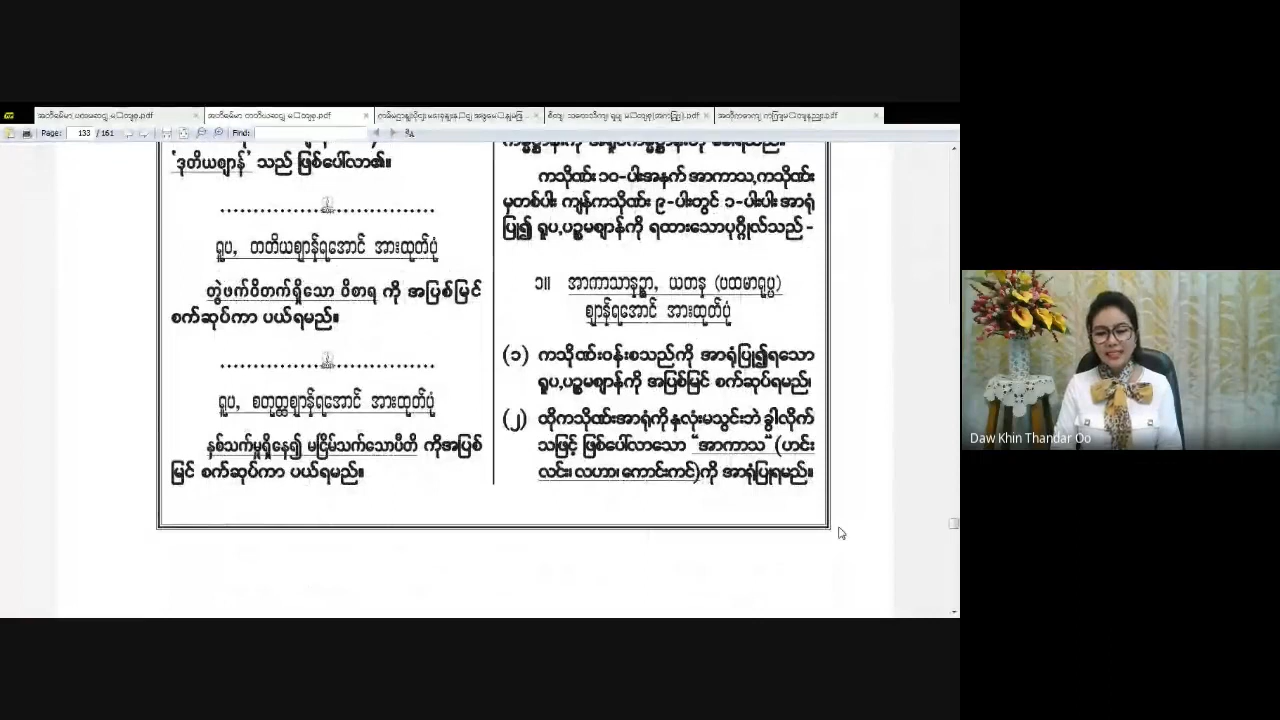 Page: 133 / 161 Find:
'ဒုတိယဈာန်' သည် ဖြစ်ပေါ်လာ၏။
ရူပ, တတိယဈာန်ရအောင် အားထုတ်ပုံ
တွဲဖက်ဝိတက်ရှိသော ဝိစာရ ကို အပြစ်မြင်
စက်ဆုပ်ကာ ပယ်ရမည်။
ရူပ, စတုတ္ထဈာန်ရအောင် အားထုတ်ပုံ
နှစ်သက်မှုရှိနေ၍ မငြိမ်သက်သောပီတိ ကိုအပြစ်
မြင် စက်ဆုပ်ကာ ပယ်ရမည်။
ကသိုဏ်း ၁၀-ပါးအနက် အာကာသ,ကသိုဏ်း
မှတစ်ပါး ကျန်ကသိုဏ်း ၉-ပါးတွင် ၁-ပါးပါး အာရုံ
ပြု၍ ရူပ,ပဉ္စမဈာန်ကို ရထားသောပုဂ္ဂိုလ်သည် -
၁။ အာကာသာနဉ္စာ, ယတန (ပထမာရုပ္ပ)
ဈာန်ရအောင် အားထုတ်ပုံ
(၁) ကသိုဏ်းဝန်းစသည်ကို အာရုံပြု၍ရသော
ရူပ,ပဉ္စမဈာန်ကို အပြစ်မြင် စက်ဆုပ်ရမည်၊
(၂) ထိုကသိုဏ်းအာရုံကို နှလုံးမသွင်းဘဲ ခွါလိုက်
သဖြင့် ဖြစ်ပေါ်လာသော "အာကာသ" (ဟင်း
လင်း၊ လဟာ၊ ကောင်းကင်)ကို အာရုံပြုရမည်။
Daw Khin Thandar Oo